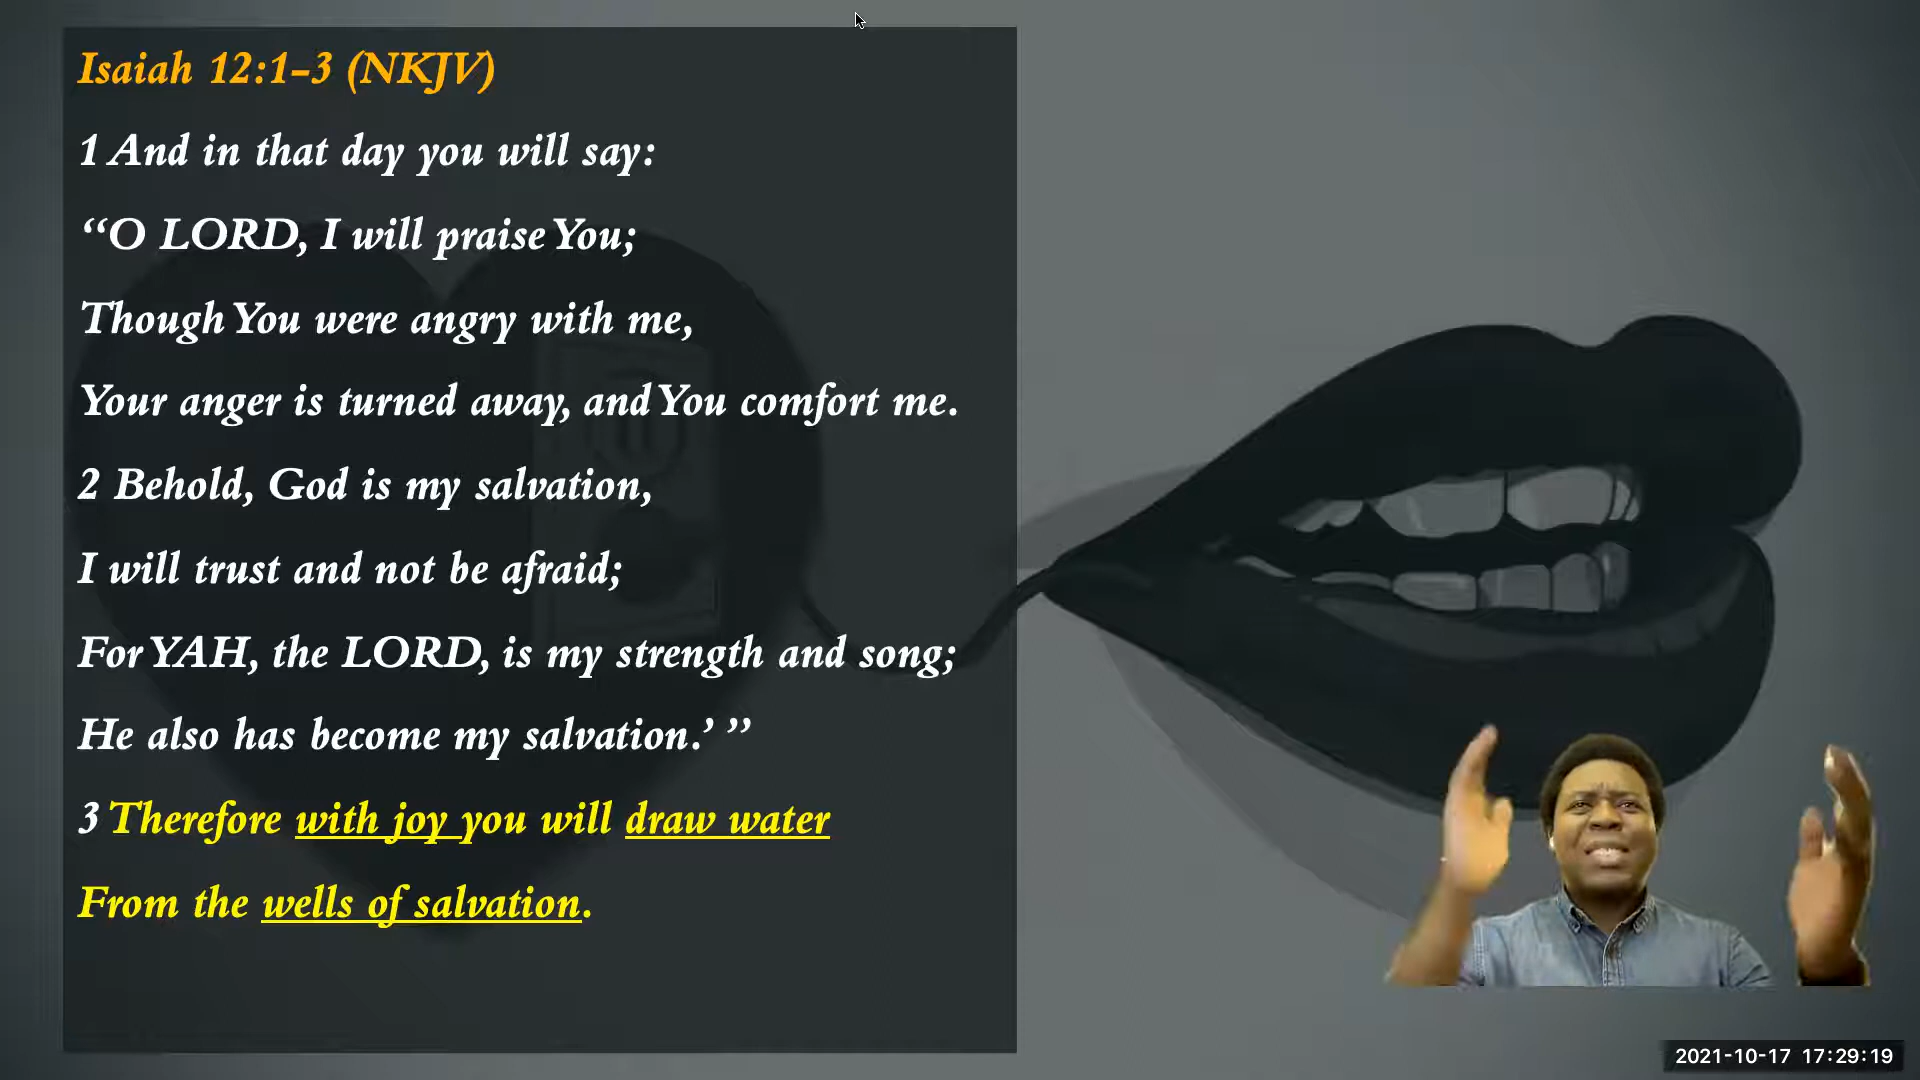 Isaiah 12:1-3 (NKJV)
1 And in that day you will say:
“O LORD, I will praise You;
Though You were angry with me,
Your anger is turned away, and You comfort me.
2 Behold, God is my salvation,
I will trust and not be afraid;
For YAH, the LORD, is my strength and song;
He also has become my salvation.’ ”
3 Therefore with joy you will draw water
From the wells of salvation.
2021-10-17 17:29:19